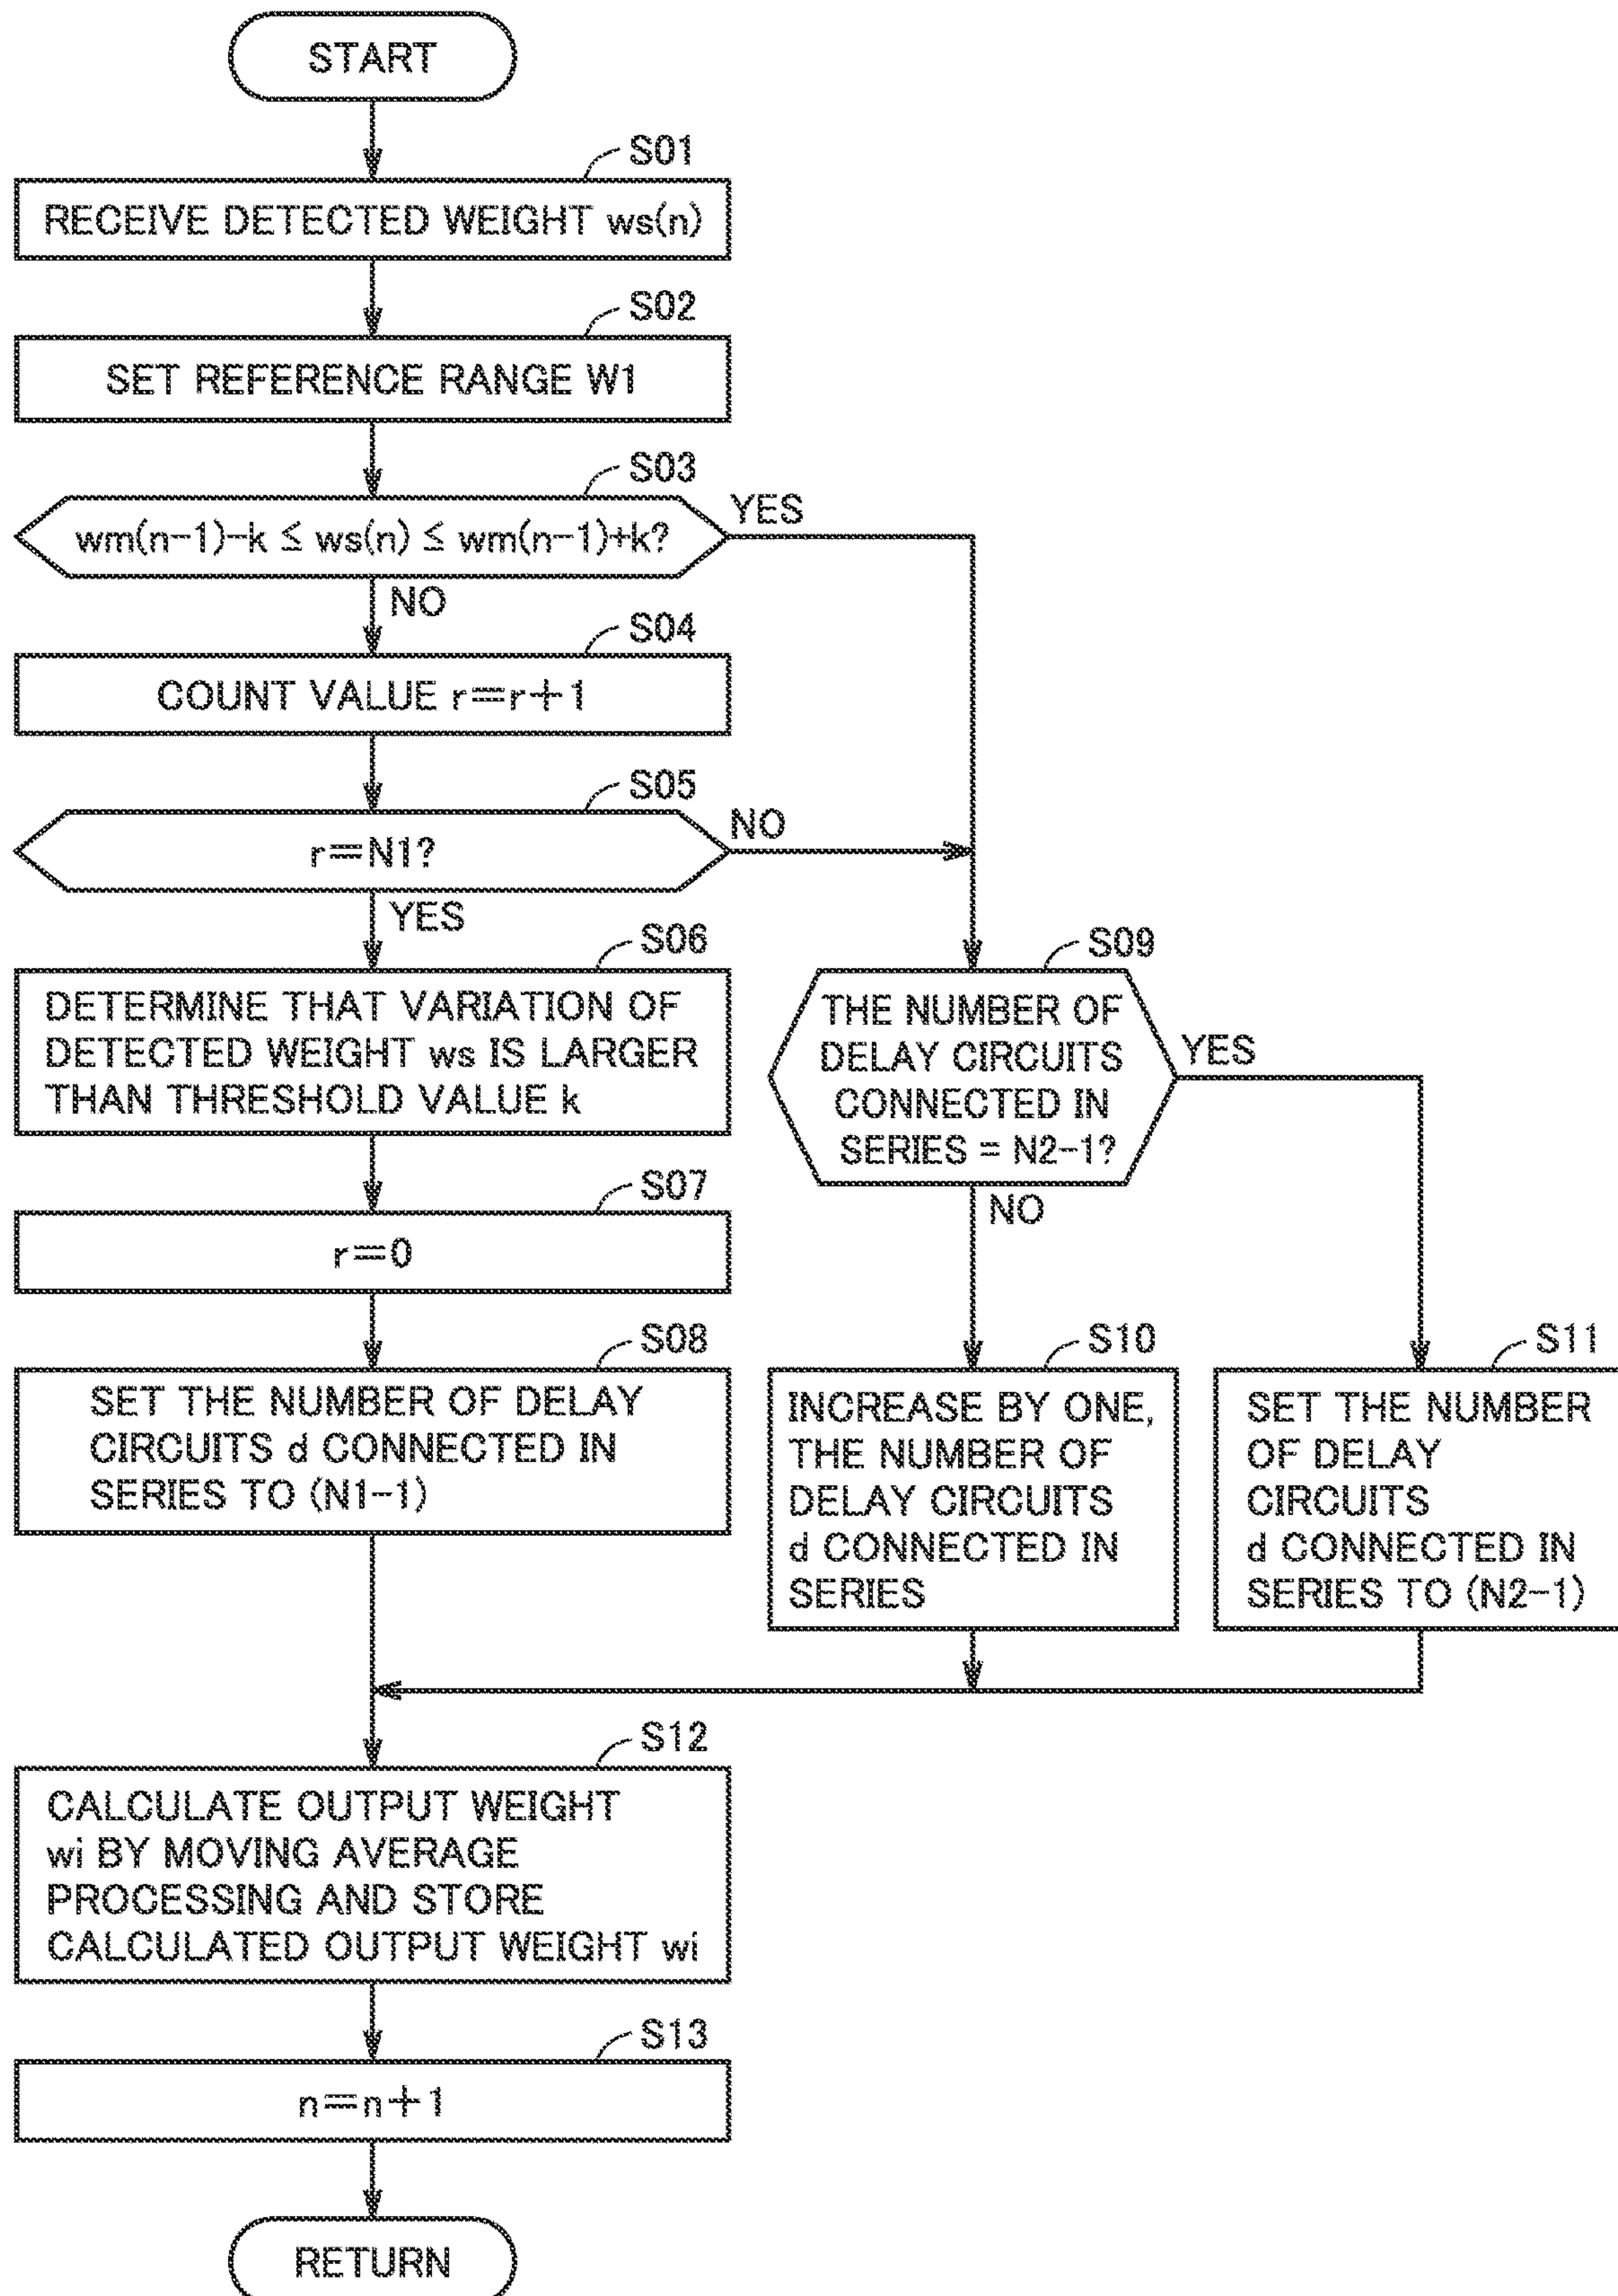 START
S01
RECEIVE DETECTED WEIGHT ws(n)
S02
SET REFERENCE RANGE W1
S03
wm(n-1)-k ≤ ws(n) ≤ wm(n-1)+k?
YES
NO
S04
COUNT VALUE r=r+1
S05
r=N1?
NO
YES
S06
DETERMINE THAT VARIATION OF
DETECTED WEIGHT ws IS LARGER
THAN THRESHOLD VALUE k
S07
r=0
S08
SET THE NUMBER OF DELAY
CIRCUITS d CONNECTED IN
SERIES TO (N1-1)
S09
THE NUMBER OF
DELAY CIRCUITS
CONNECTED IN
SERIES = N2-1?
YES
NO
S10
INCREASE BY ONE,
THE NUMBER OF
DELAY CIRCUITS
d CONNECTED IN
SERIES
S11
SET THE NUMBER
OF DELAY
CIRCUITS
d CONNECTED IN
SERIES TO (N2-1)
S12
CALCULATE OUTPUT WEIGHT
wi BY MOVING AVERAGE
PROCESSING AND STORE
CALCULATED OUTPUT WEIGHT wi
S13
n=n+1
RETURN